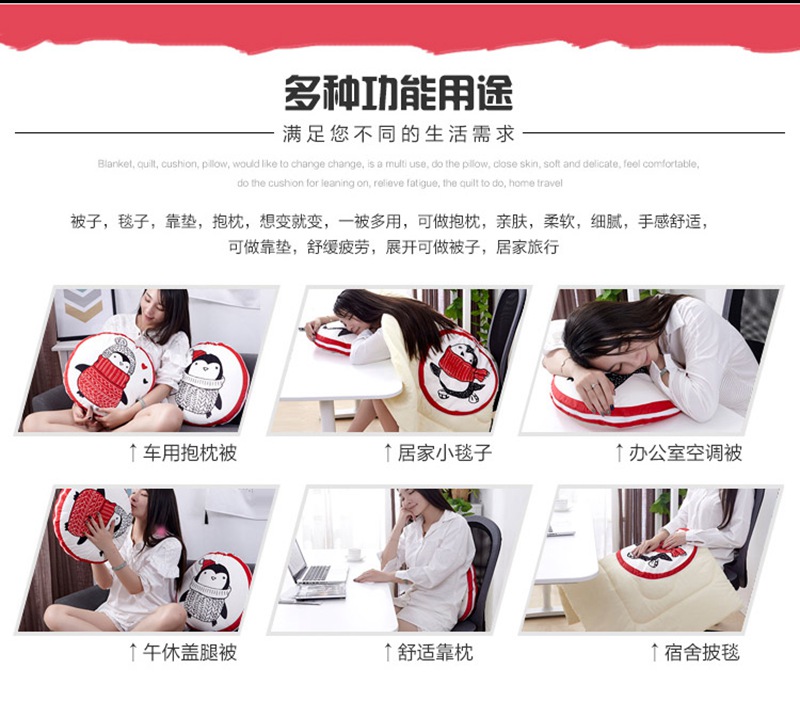 多种功能用途
满足您不同的生活需求
Blanket, quilt, cushion, pillow, would like to change change, is a multi use, do the pillow, close skin, soft and delicate, feel comfortable,
do the cushion for leaning on, relieve fatigue, the quilt to do, home travel
被子，毯子，靠垫，抱枕，想变就变，一被多用，可做抱枕，亲肤，柔软，细腻，手感舒适，
可做靠垫，舒缓疲劳，展开可做被子，居家旅行
↑车用抱枕被
↑居家小毯子
↑办公室空调被
↑午休盖腿被
↑舒适靠枕
↑宿舍披毯